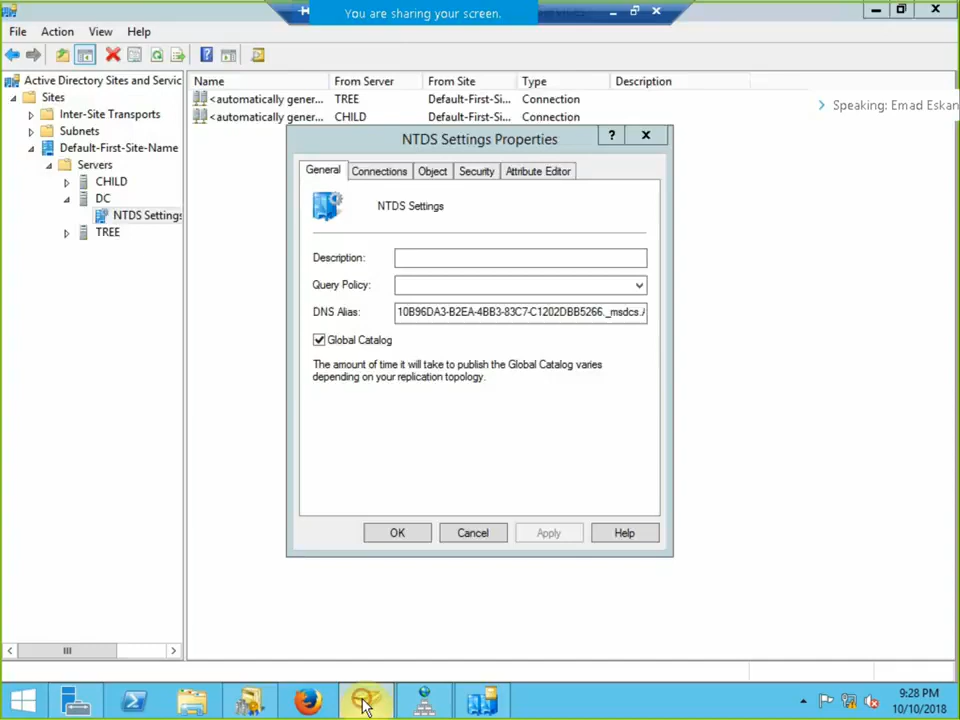 You are sharing your screen.
File Action View Help
Active Directory Sites and Servic
Sites
Inter-Site Transports
Subnets
Default-First-Site-Name
Servers
CHILD
DC
NTDS Settings
TREE
Name From Server From Site Type Description
<automatically gener... TREE Default-First-Si... Connection
<automatically gener... CHILD Default-First-Si... Connection
Speaking: Emad Eskan
NTDS Settings Properties
General Connections Object Security Attribute Editor
NTDS Settings
Description:
Query Policy:
DNS Alias: 10B96DA3-B2EA-4BB3-83C7-C1202DBB5266._msdcs.
Global Catalog
The amount of time it will take to publish the Global Catalog varies
depending on your replication topology.
OK Cancel Apply Help
9:28 PM
10/10/2018